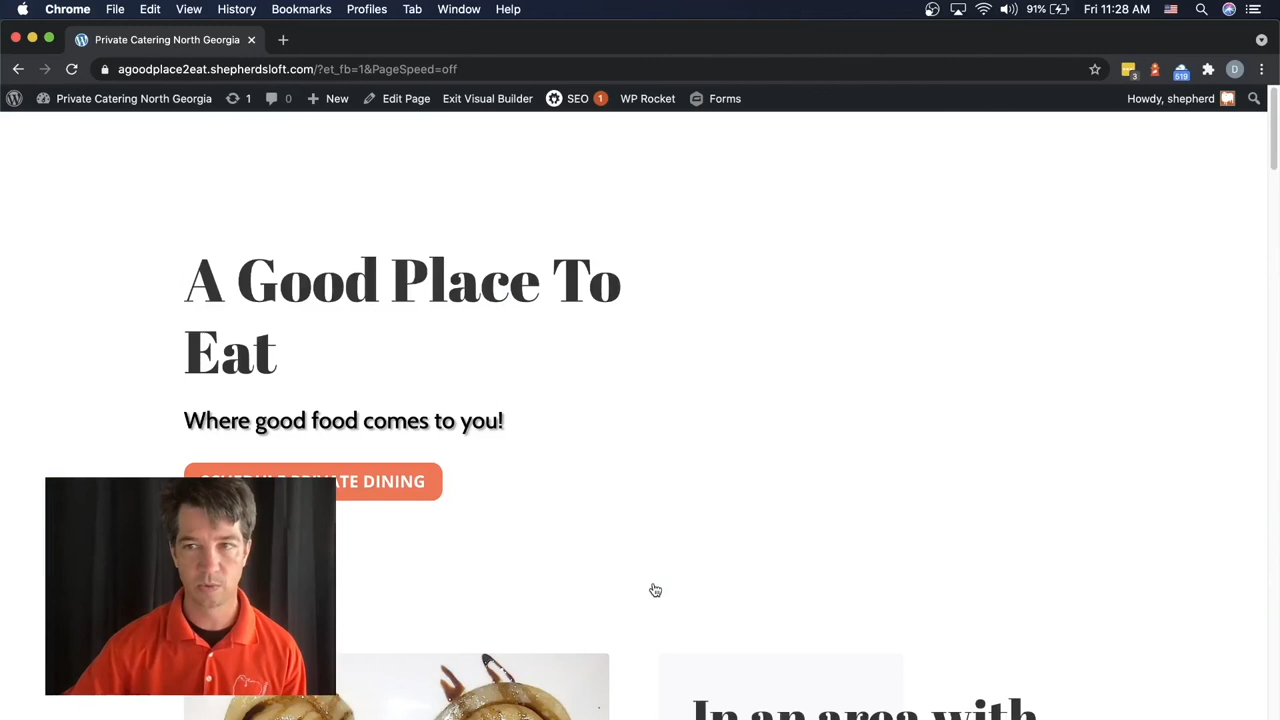 Chrome File Edit View History Bookmarks Profiles Tab Window Help 91% Fri 11:28 AM
Private Catering North Georgia
agoodplace2eat.shepherdsloft.com/?et_fb=1&PageSpeed=off 3 519 D
Private Catering North Georgia 1 0 New Edit Page Exit Visual Builder SEO 1 WP Rocket Forms Howdy, shepherd
A Good Place To
Eat
Where good food comes to you!
SCHEDULE PRIVATE DINING
In an area with